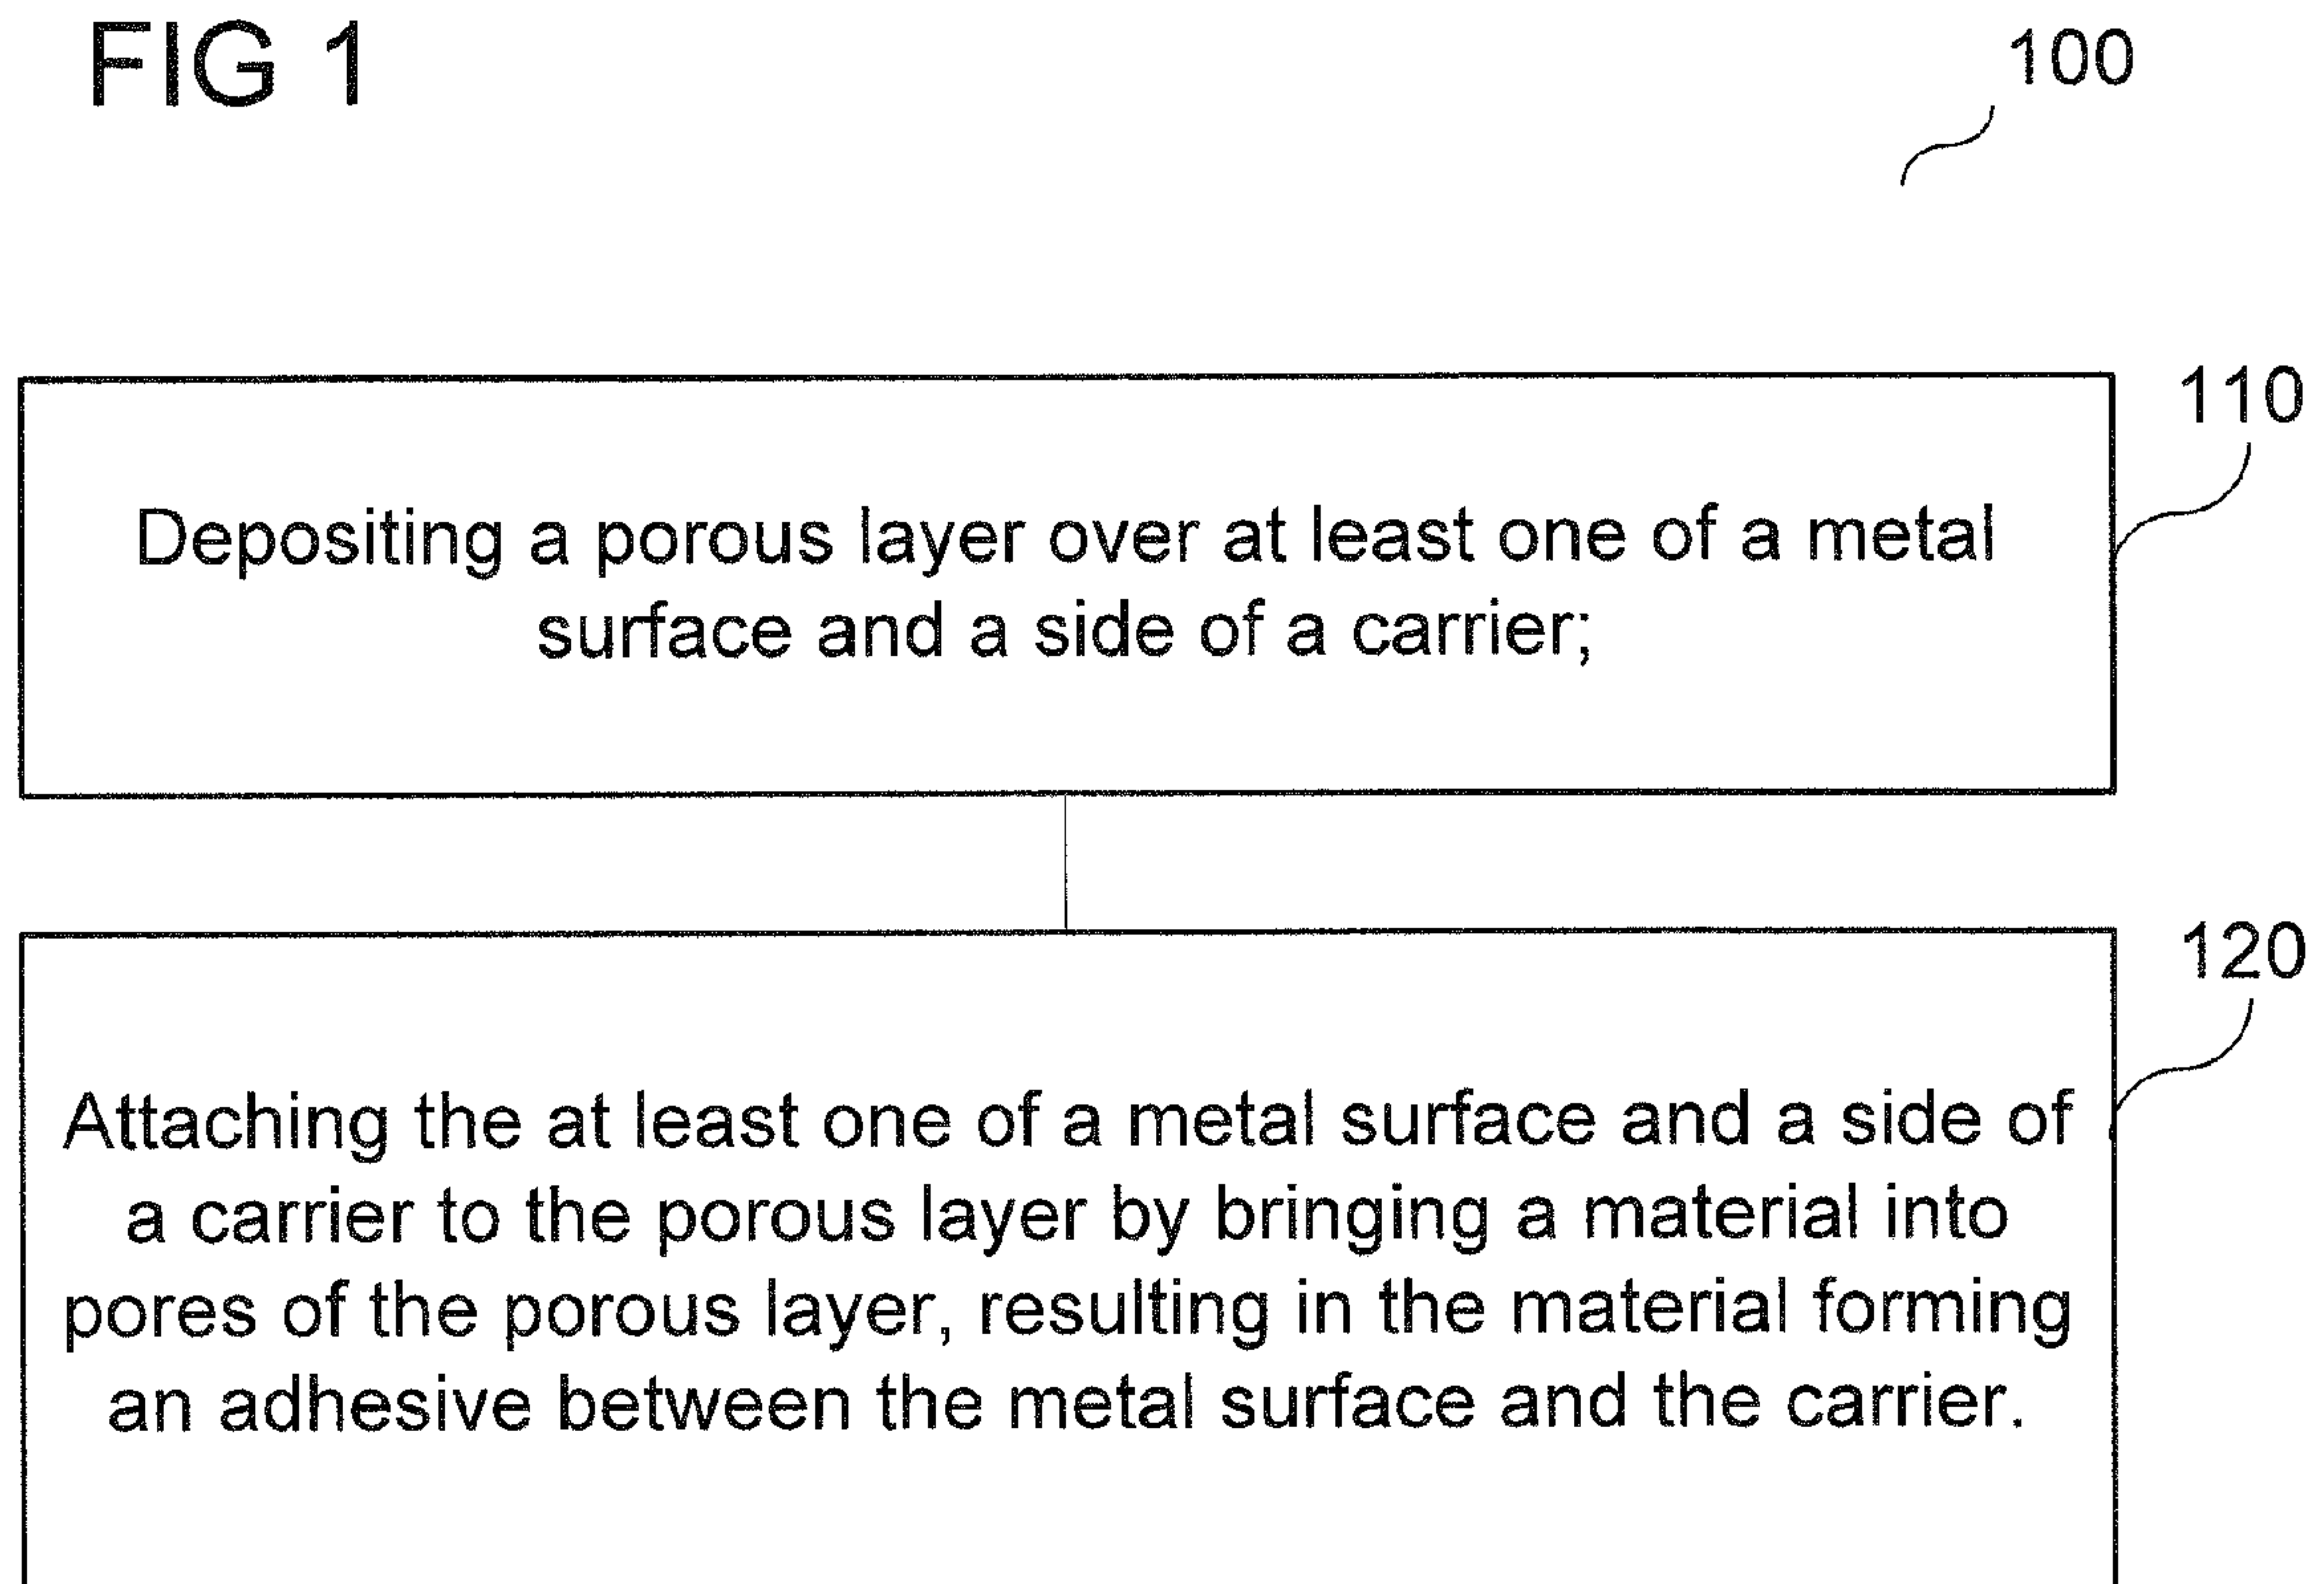 FIG 1
100
110
Depositing a porous layer over at least one of a metal
surface and a side of a carrier;
120
Attaching the at least one of a metal surface and a side of
a carrier to the porous layer by bringing a material into
pores of the porous layer, resulting in the material forming
an adhesive between the metal surface and the carrier.